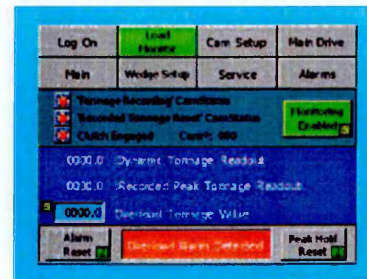 Log On
Load Monitor
Cam Setup
Main Drive
Main
Wedge Setup
Service
Alarms
Tonnage Recording Conditions
Recorded Tonnage Reset Conditions
Clutch Engaged
000
Monitoring Enabled
0000.0 Dynamic Tonnage Readout
0000.0 Recorded Peak Tonnage Readout
0000.0 Overload Tonnage Value
Alarm Reset
Overload Detected
Peak Hold Reset